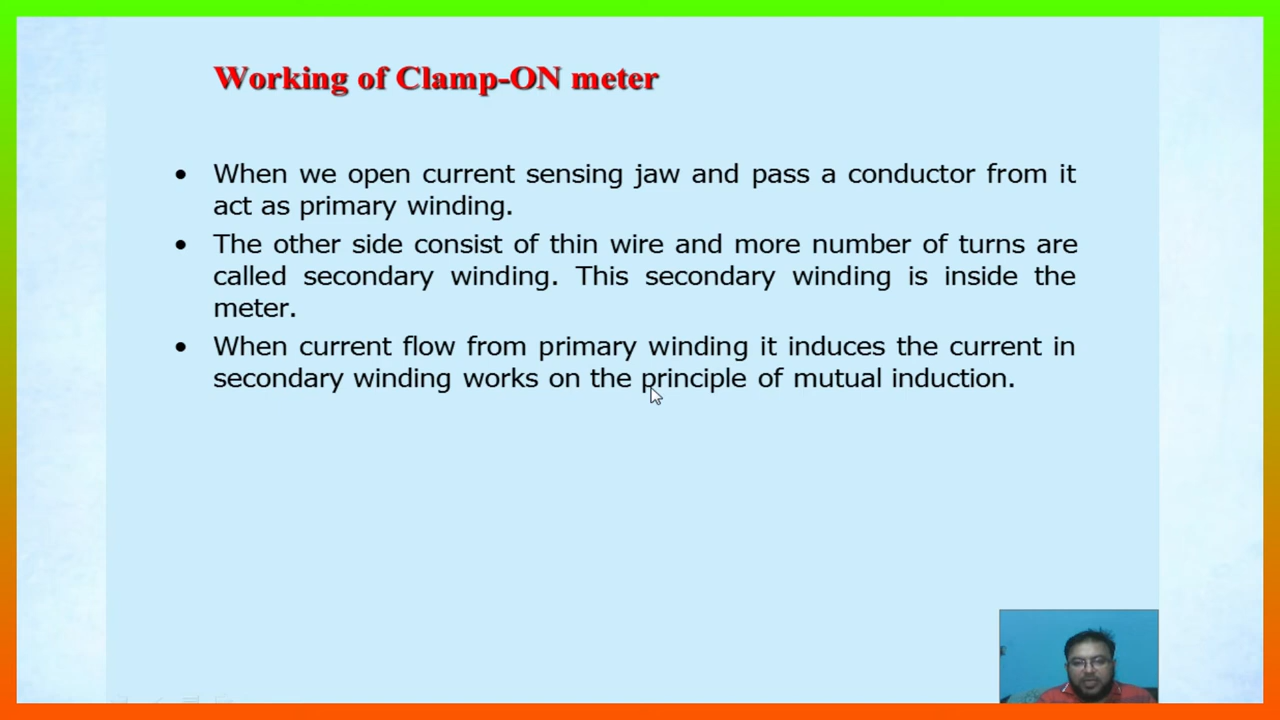 Working of Clamp-ON meter
• When we open current sensing jaw and pass a conductor from it
act as primary winding.
• The other side consist of thin wire and more number of turns are
called secondary winding. This secondary winding is inside the
meter.
• When current flow from primary winding it induces the current in
secondary winding works on the principle of mutual induction.